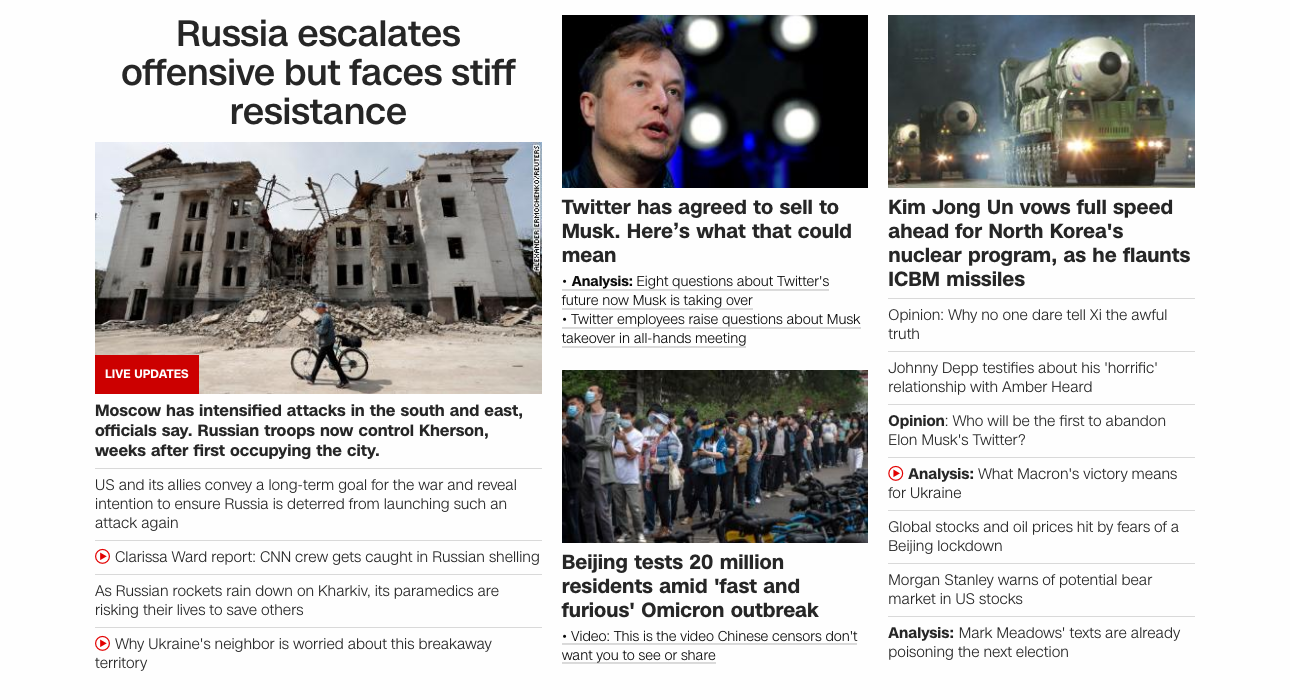 Russia escalates
offensive but faces stiff
resistance
ALEXANDER ERMOCHENKO/REUTERS
LIVE UPDATES
Moscow has intensified attacks in the south and east,
officials say. Russian troops now control Kherson,
weeks after first occupying the city.
US and its allies convey a long-term goal for the war and reveal
intention to ensure Russia is deterred from launching such an
attack again
Clarissa Ward report: CNN crew gets caught in Russian shelling
As Russian rockets rain down on Kharkiv, its paramedics are
risking their lives to save others
Why Ukraine's neighbor is worried about this breakaway
territory
Twitter has agreed to sell to
Musk. Here’s what that could
mean
• Analysis: Eight questions about Twitter's
future now Musk is taking over
• Twitter employees raise questions about Musk
takeover in all-hands meeting
Beijing tests 20 million
residents amid 'fast and
furious' Omicron outbreak
• Video: This is the video Chinese censors don't
want you to see or share
Kim Jong Un vows full speed
ahead for North Korea's
nuclear program, as he flaunts
ICBM missiles
Opinion: Why no one dare tell Xi the awful
truth
Johnny Depp testifies about his 'horrific'
relationship with Amber Heard
Opinion: Who will be the first to abandon
Elon Musk's Twitter?
Analysis: What Macron's victory means
for Ukraine
Global stocks and oil prices hit by fears of a
Beijing lockdown
Morgan Stanley warns of potential bear
market in US stocks
Analysis: Mark Meadows' texts are already
poisoning the next election